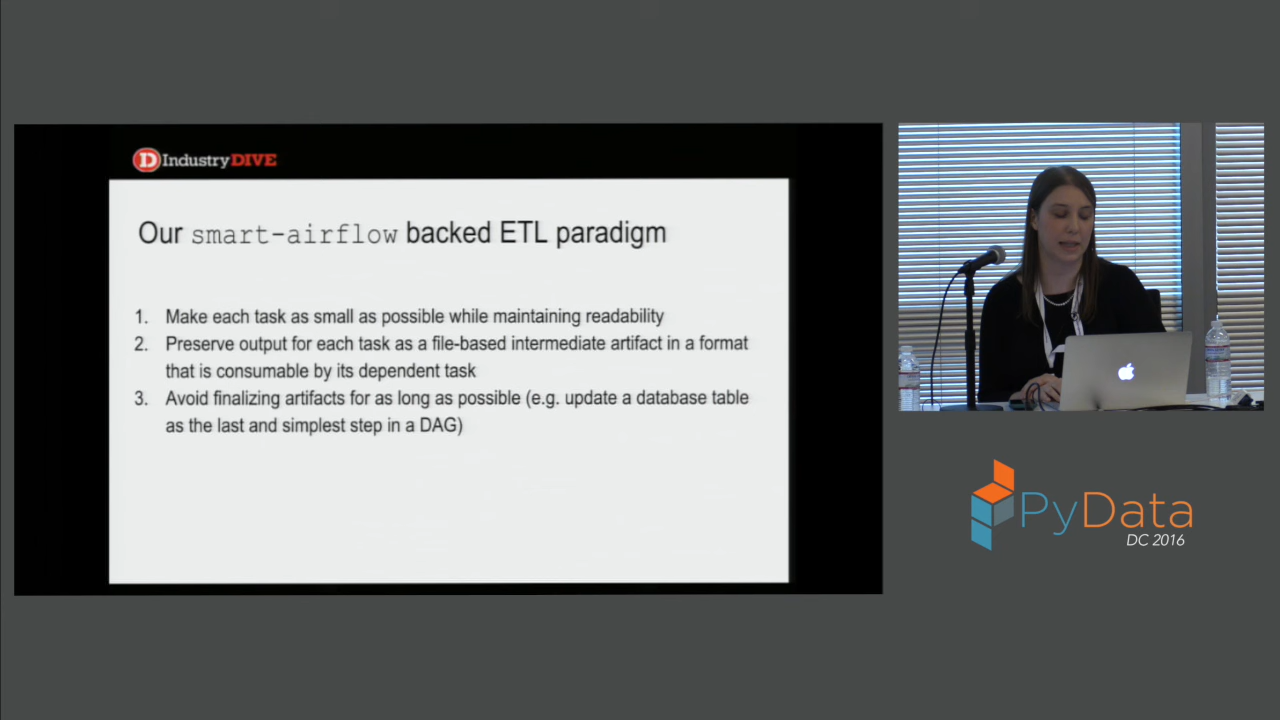 D Industry DIVE
Our smart-airflow backed ETL paradigm
1. Make each task as small as possible while maintaining readability
2. Preserve output for each task as a file-based intermediate artifact in a format
that is consumable by its dependent task
3. Avoid finalizing artifacts for as long as possible (e.g. update a database table
as the last and simplest step in a DAG)
PyData
DC 2016